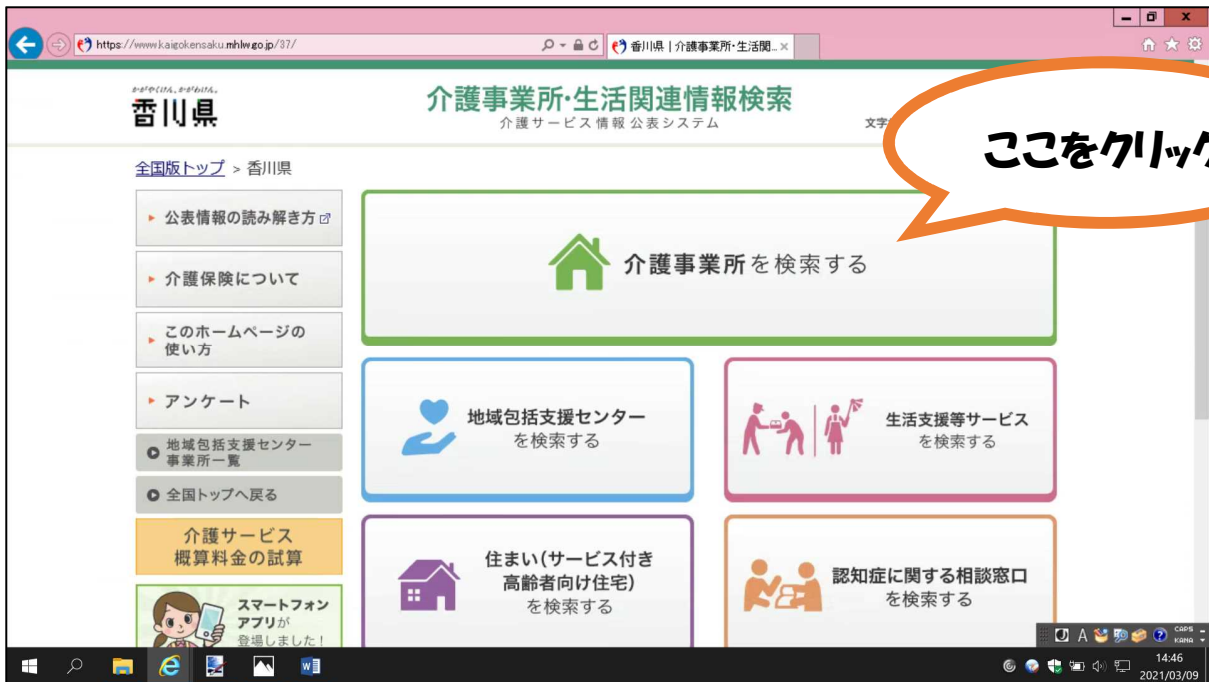 https://www.kaigokensaku.mhlw.go.jp/37/
香川県 | 介護事業所・生活関...
かがやくけん、かがわけん。
香川県
介護事業所・生活関連情報検索
介護サービス情報公表システム
文字
ここをクリック
全国版トップ > 香川県
公表情報の読み解き方
介護保険について
このホームページの
使い方
アンケート
地域包括支援センター
事業所一覧
全国トップへ戻る
介護サービス
概算料金の試算
スマートフォン
アプリが
登場しました!
介護事業所を検索する
地域包括支援センター
を検索する
生活支援等サービス
を検索する
住まい(サービス付き
高齢者向け住宅)
を検索する
認知症に関する相談窓口
を検索する
A
CAPS
KANA
14:46
2021/03/09